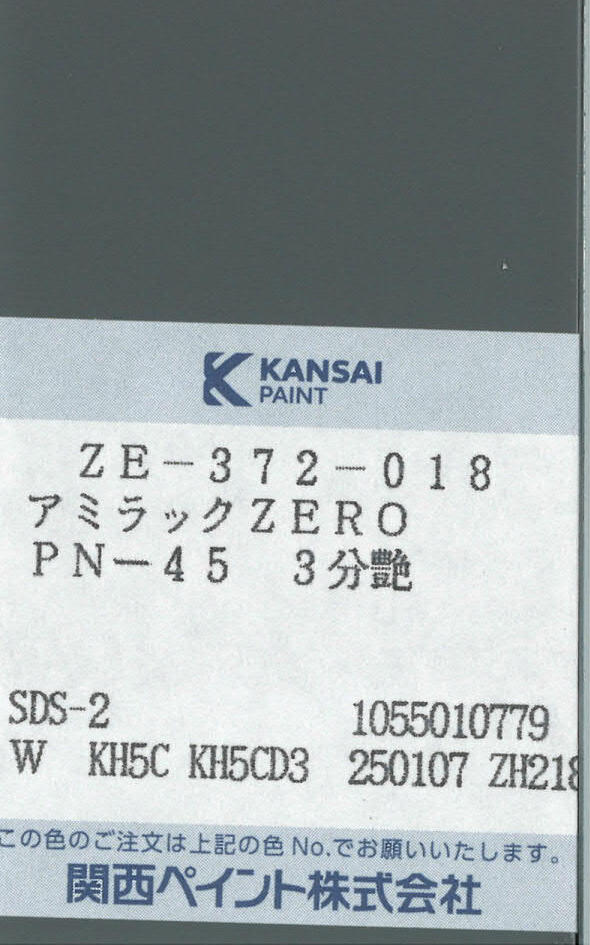 KANSAI
PAINT
ZE-372-018
アミラックZERO
PN-45 3分艶
SDS-2 1055010779
W KH5C KH5CD3 250107 ZH218
この色のご注文は上記の色No.でお願いいたします。
関西ペイント株式会社